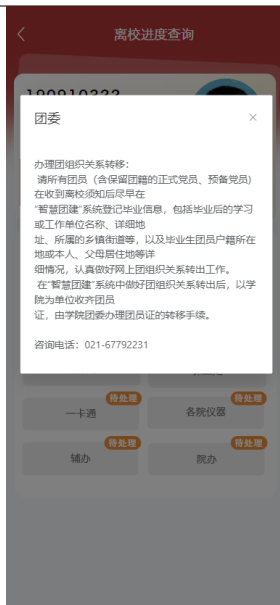 离校进度查询
团委
办理团组织关系转移：
请所有团员（含保留团籍的正式党员、预备党员）
在收到离校须知后尽早在
“智慧团建”系统登记毕业信息，包括毕业后的学习
或工作单位名称、详细地
址、所属的乡镇街道等，以及毕业生团员户籍所在
地或本人、父母居住地等详
细情况，认真做好网上团组织关系转出工作。
在“智慧团建”系统中做好团组织关系转出后，以学
院为单位收齐团员
证，由学院团委办理团员证的转移手续。
咨询电话：021-67792231
待处理 待处理
一卡通 各院仪器
待处理 待处理
辅办 院办